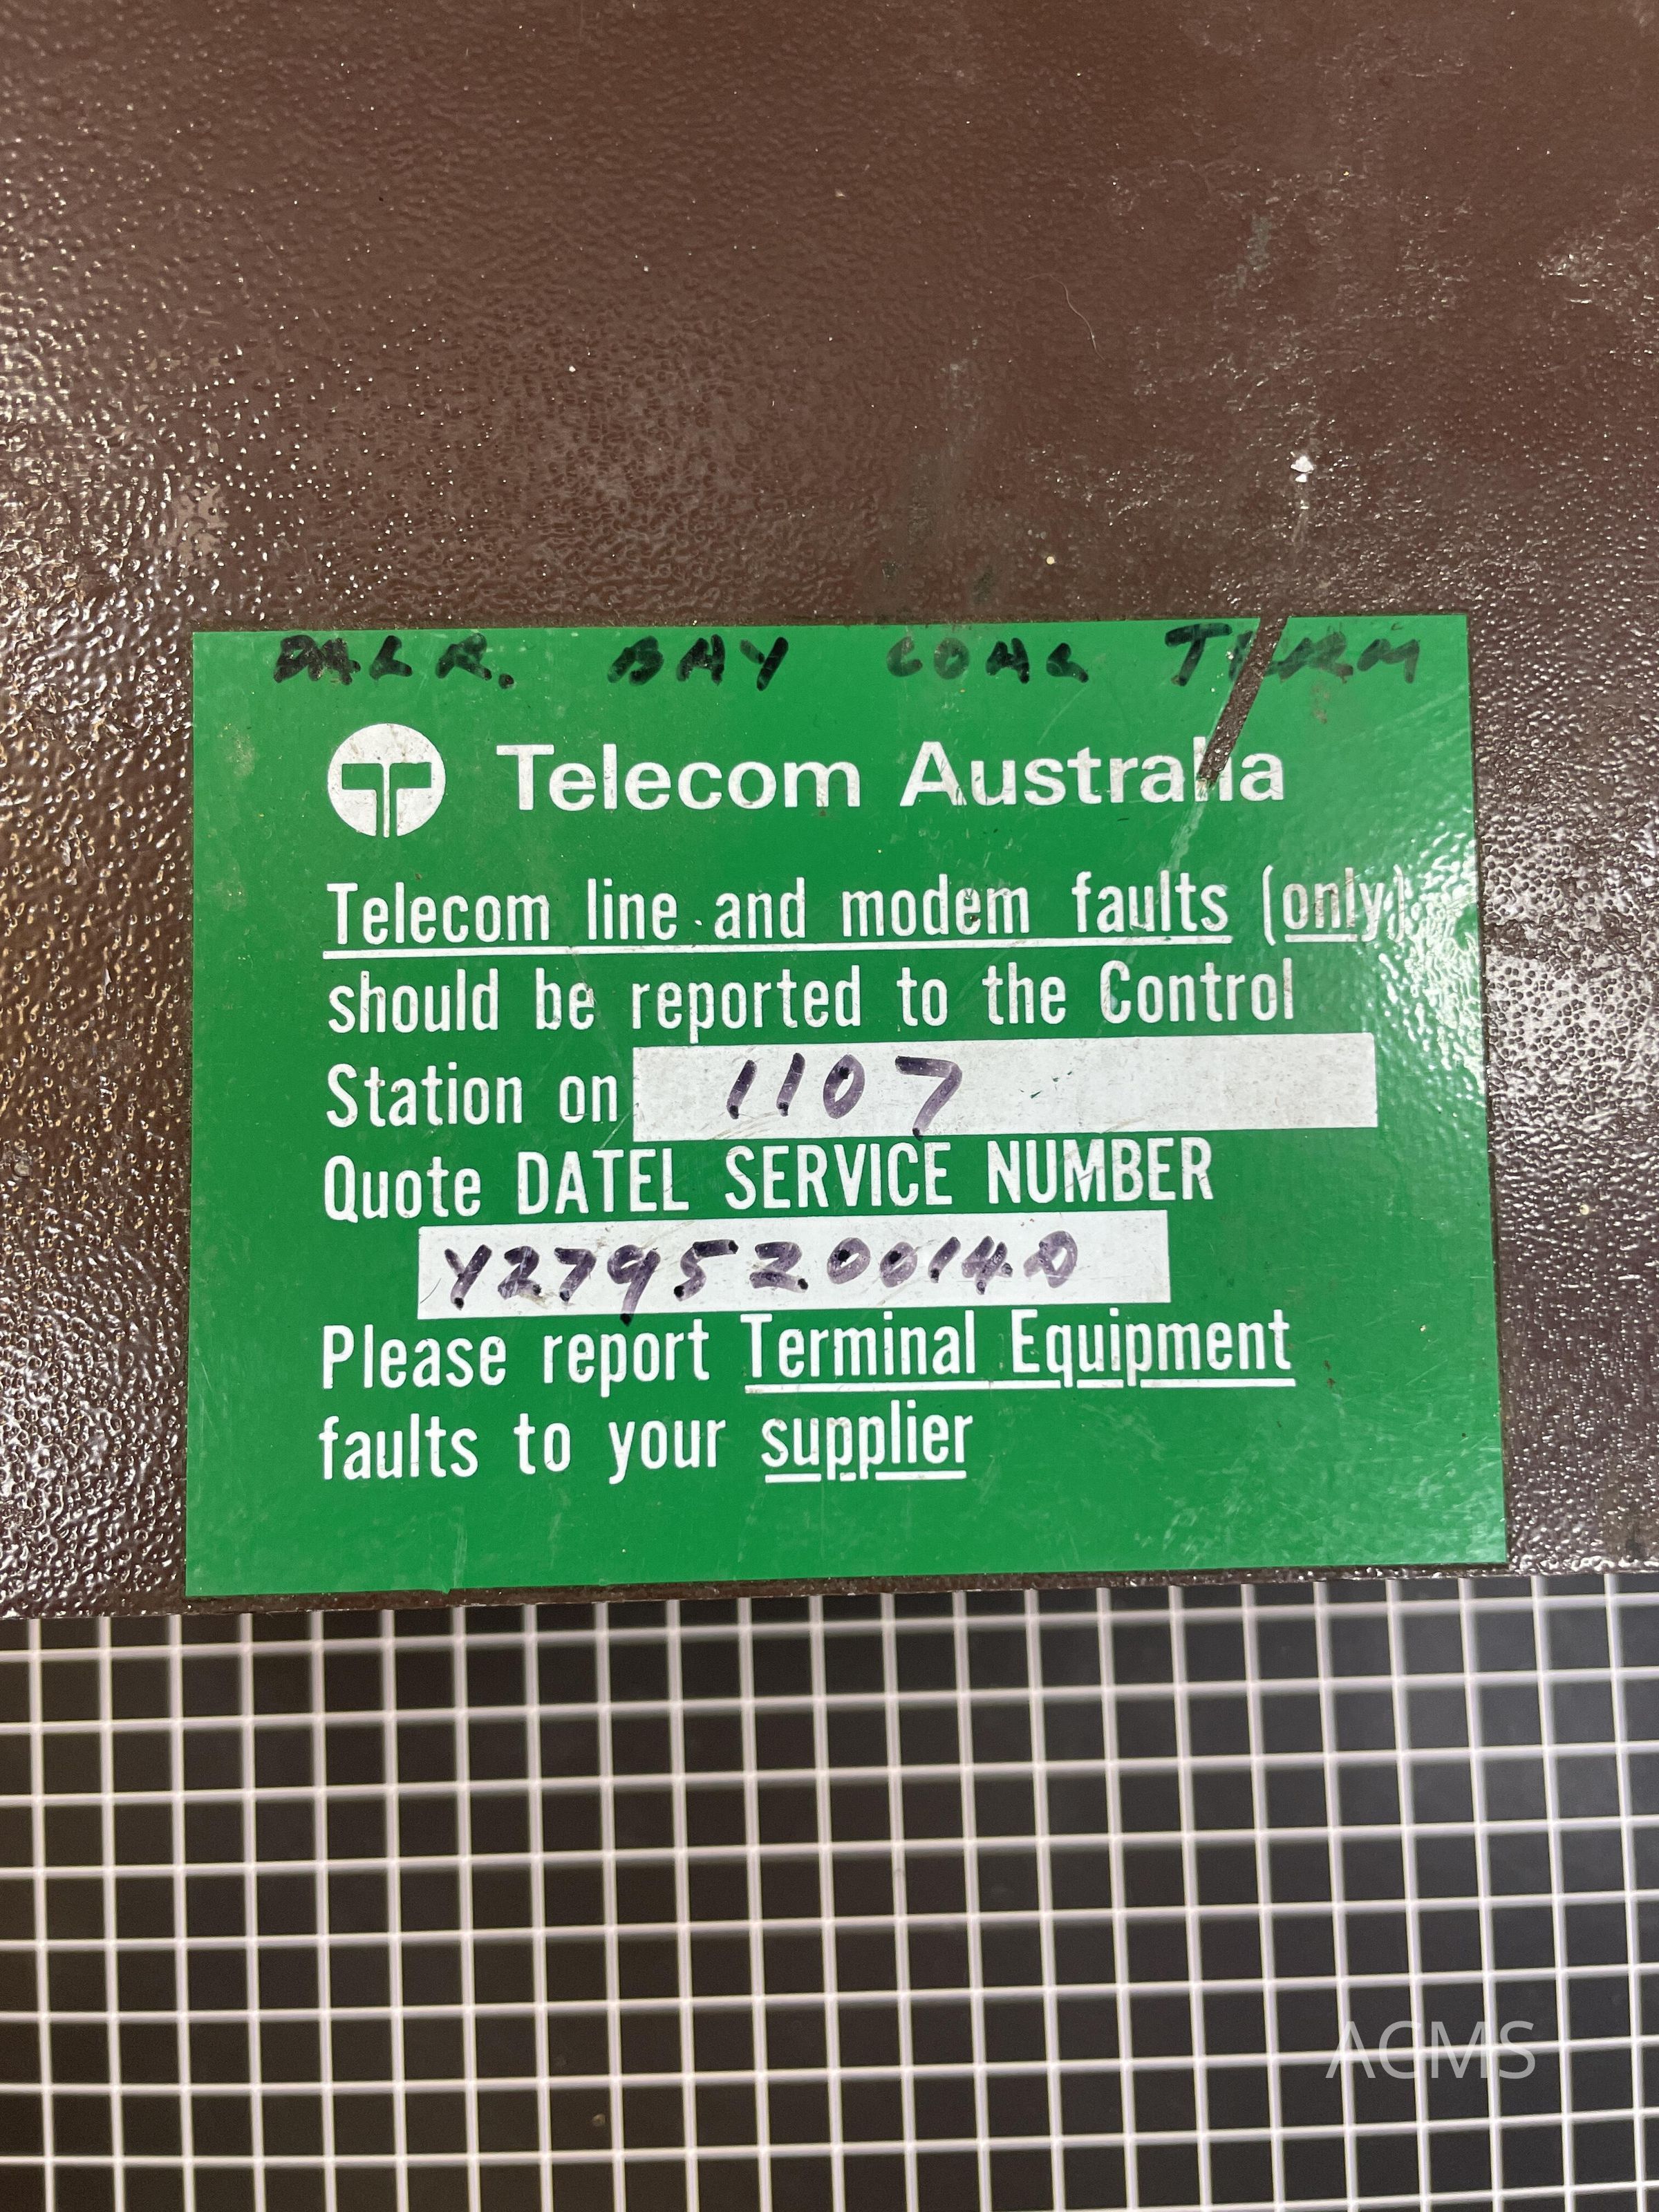 DALR. BAY COAL TERM
Telecom Australia
Telecom line and modem faults (only)
should be reported to the Control
Station on 1107
Quote DATEL SERVICE NUMBER
Y279520014D
Please report Terminal Equipment
faults to your supplier
ACMS